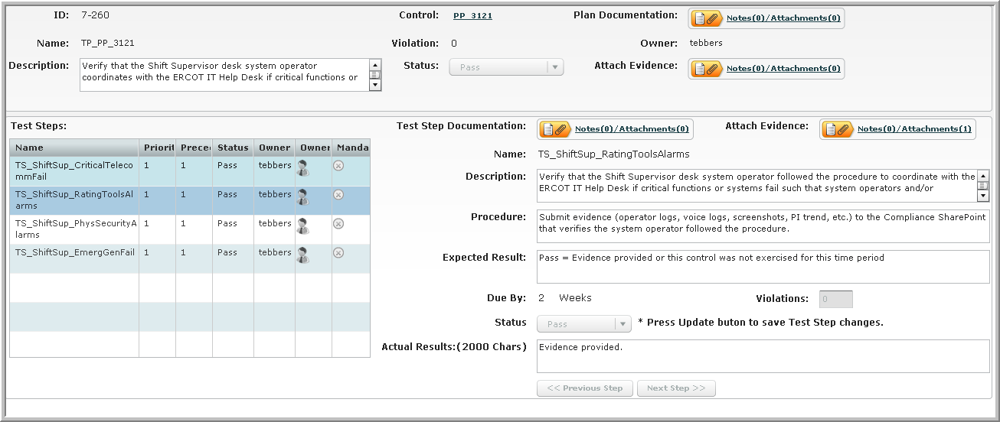 ID: 7-260 Control: PP_3121 Plan Documentation: Notes(0)/Attachments(0)
Name: TP_PP_3121 Violation: 0 Owner: tebbers
Description: Verify that the Shift Supervisor desk system operator
coordinates with the ERCOT IT Help Desk if critical functions or
Status: Pass Attach Evidence: Notes(0)/Attachments(0)
Test Steps:
Name Priorit Prece Status Owner Owner Manda
TS_ShiftSup_CriticalTeleco
mmFail 1 1 Pass tebbers
TS_ShiftSup_RatingToolsAl
arms 1 1 Pass tebbers
TS_ShiftSup_PhysSecurityA
larms 1 1 Pass tebbers
TS_ShiftSup_EmergGenFail 1 1 Pass tebbers
Test Step Documentation: Notes(0)/Attachments(0) Attach Evidence: Notes(0)/Attachments(1)
Name: TS_ShiftSup_RatingToolsAlarms
Description: Verify that the Shift Supervisor desk system operator followed the procedure to coordinate with the
ERCOT IT Help Desk if critical functions or systems fail such that system operators and/or
Procedure: Submit evidence (operator logs, voice logs, screenshots, PI trend, etc.) to the Compliance SharePoint
that verifies the system operator followed the procedure.
Expected Result: Pass = Evidence provided or this control was not exercised for this time period
Due By: 2 Weeks Violations: 0
Status Pass * Press Update buton to save Test Step changes.
Actual Results:(2000 Chars) Evidence provided.
<< Previous Step Next Step >>